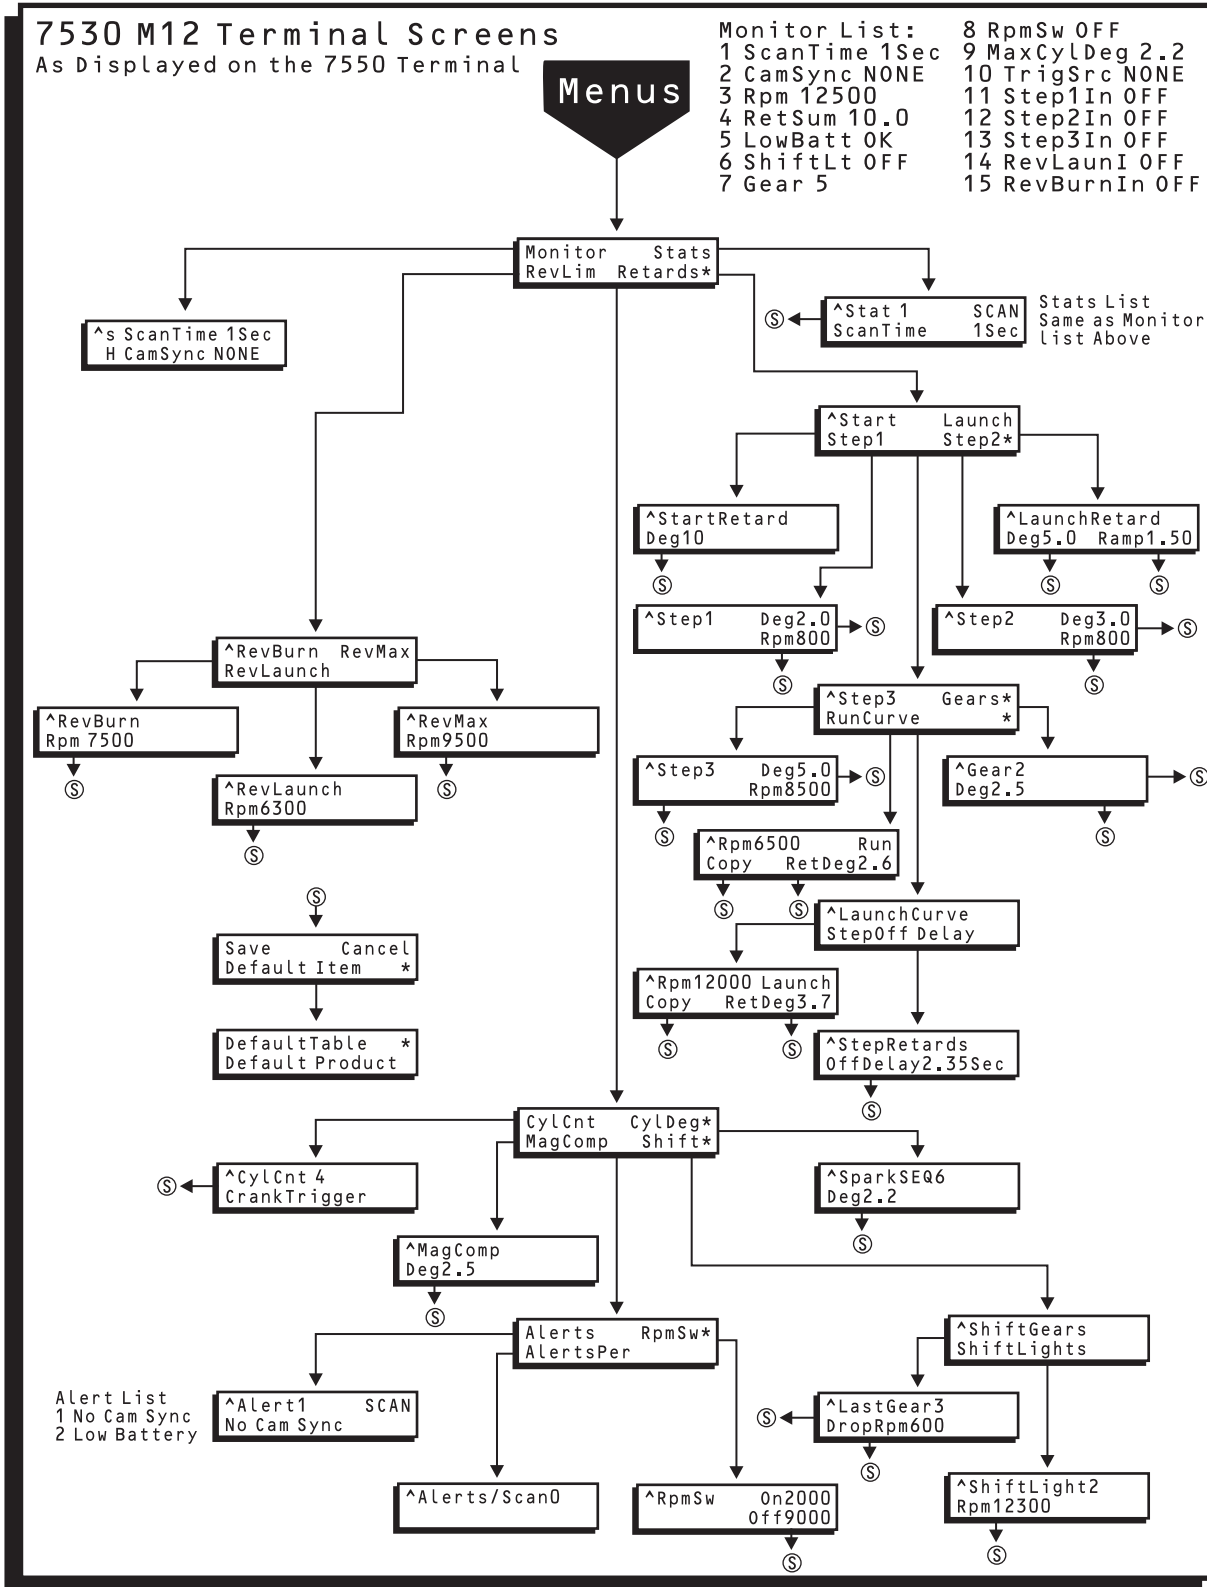 7530 M12 Terminal Screens
As Displayed on the 7550 Terminal
Menus
Monitor List:
1 ScanTime 1Sec
2 CamSync NONE
3 Rpm 12500
4 RetSum 10.0
5 LowBatt OK
6 ShiftLt OFF
7 Gear 5
8 RpmSw OFF
9 MaxCylDeg 2.2
10 TrigSrc NONE
11 Step1In OFF
12 Step2In OFF
13 Step3In OFF
14 RevLaunI OFF
15 RevBurnIn OFF
Monitor Stats
RevLim Retards*
^s ScanTime 1Sec
H CamSync NONE
Ⓢ
^Stat 1 SCAN
ScanTime 1Sec
Stats List
Same as Monitor
list Above
^Start Launch
Step1 Step2*
^StartRetard
Deg10
Ⓢ
^LaunchRetard
Deg5.0 Ramp1.50
Ⓢ Ⓢ
^Step1 Deg2.0
Rpm800
Ⓢ
Ⓢ
^Step2 Deg3.0
Rpm800
Ⓢ
Ⓢ
^RevBurn RevMax
RevLaunch
^RevBurn
Rpm 7500
Ⓢ
^RevMax
Rpm9500
Ⓢ
^RevLaunch
Rpm6300
Ⓢ
^Step3 Gears*
RunCurve *
^Step3 Deg5.0
Rpm8500
Ⓢ
Ⓢ
^Gear2
Deg2.5
Ⓢ
Ⓢ
^Rpm6500 Run
Copy RetDeg2.6
Ⓢ Ⓢ
Ⓢ
Save Cancel
Default Item *
DefaultTable *
Default Product
^LaunchCurve
StepOff Delay
^Rpm12000 Launch
Copy RetDeg3.7
Ⓢ Ⓢ
^StepRetards
OffDelay2.35Sec
Ⓢ
CylCnt CylDeg*
MagComp Shift*
Ⓢ
^CylCnt 4
CrankTrigger
^SparkSEQ6
Deg2.2
Ⓢ
^MagComp
Deg2.5
Ⓢ
Alerts RpmSw*
AlertsPer
^ShiftGears
ShiftLights
Alert List
1 No Cam Sync
2 Low Battery
^Alert1 SCAN
No Cam Sync
Ⓢ
^LastGear3
DropRpm600
Ⓢ
^Alerts/Scan0
^RpmSw On2000
Off9000
Ⓢ
^ShiftLight2
Rpm12300
Ⓢ